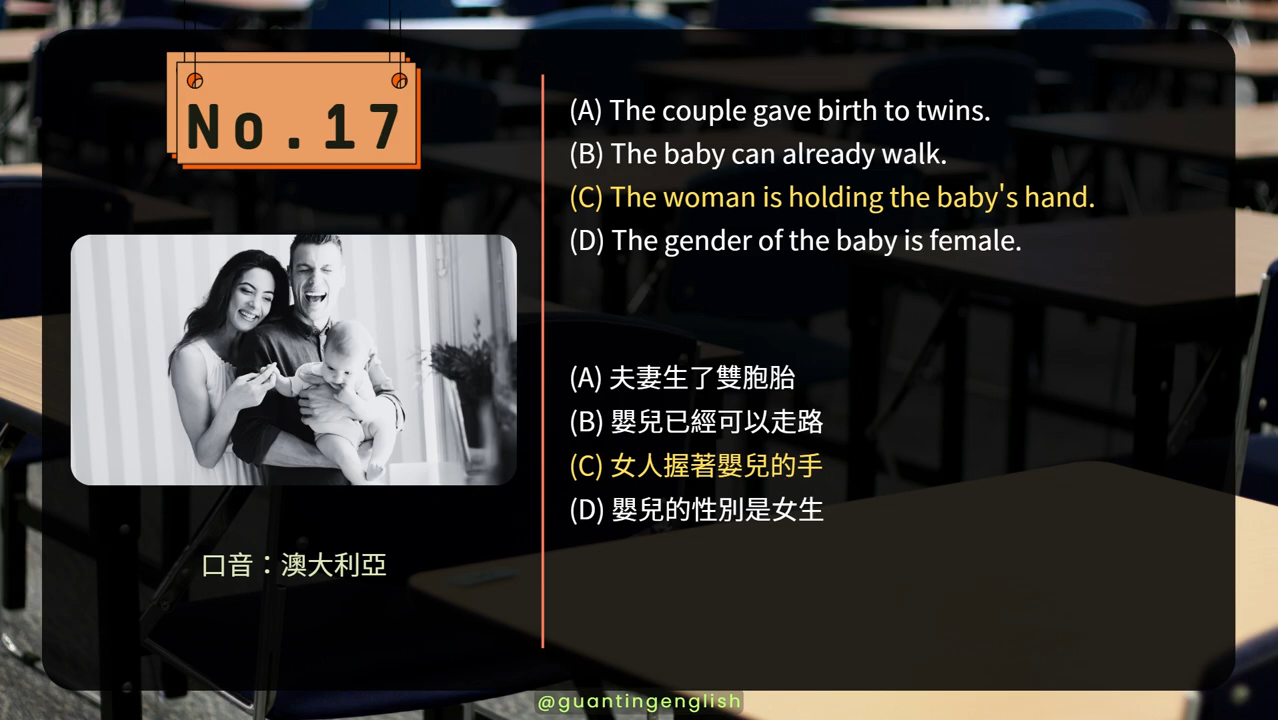 No.17
(A) The couple gave birth to twins.
(B) The baby can already walk.
(C) The woman is holding the baby's hand.
(D) The gender of the baby is female.
(A) 夫妻生了雙胞胎
(B) 嬰兒已經可以走路
(C) 女人握著嬰兒的手
(D) 嬰兒的性別是女生
口音：澳大利亞
@guantingenglish